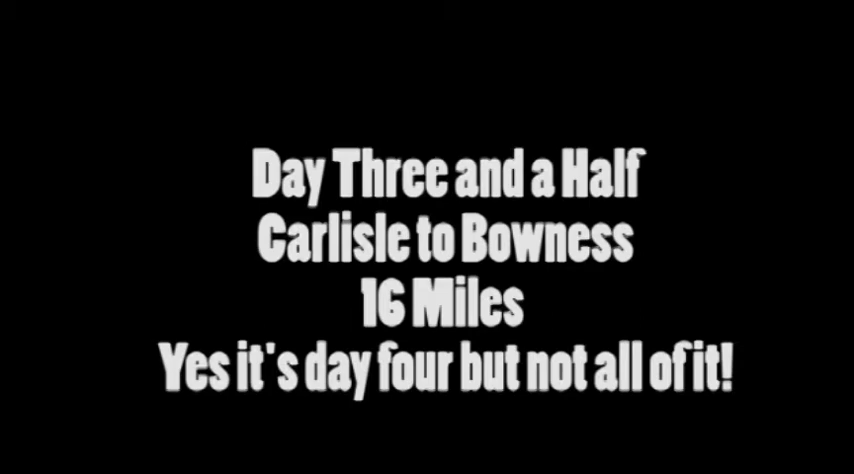 Day Three and a Half
Carlisle to Bowness
16 Miles
Yes it's day four but not all of it!